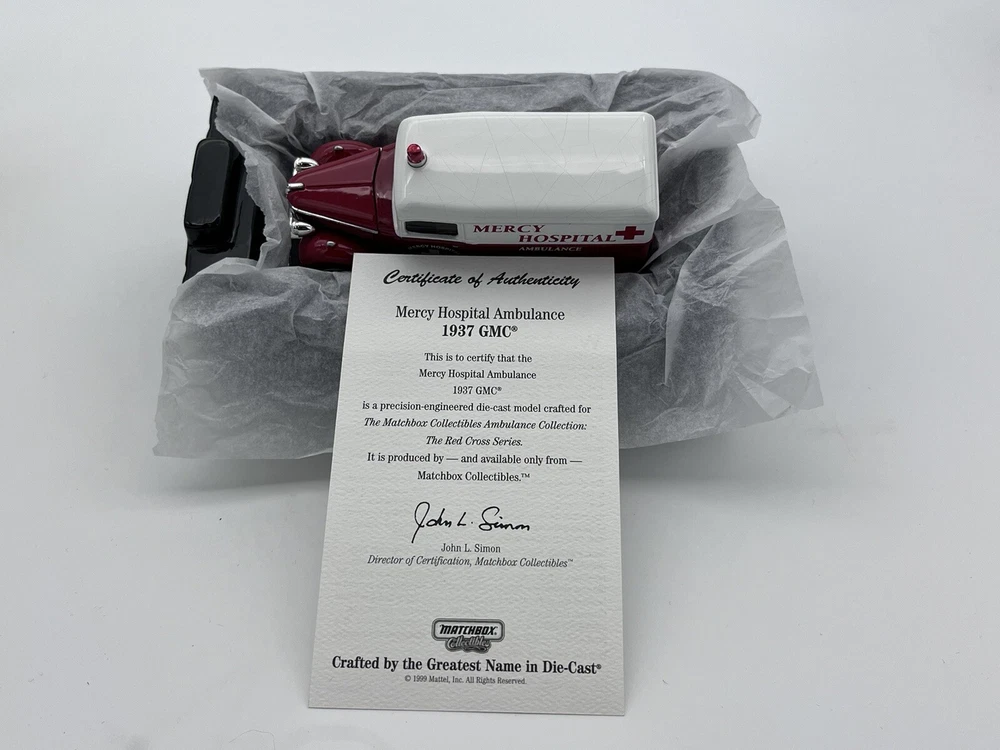 MERCY
HOSPITAL
AMBULANCE
Certificate of Authenticity
Mercy Hospital Ambulance
1937 GMC®
This is to certify that the
Mercy Hospital Ambulance
1937 GMC®
is a precision-engineered die-cast model crafted for
The Matchbox Collectibles Ambulance Collection:
The Red Cross Series.
It is produced by — and available only from —
Matchbox Collectibles.™
John L. Simon
John L. Simon
Director of Certification, Matchbox Collectibles™
MATCHBOX®
Collectibles
Crafted by the Greatest Name in Die-Cast®
© 1999 Mattel, Inc. All Rights Reserved.